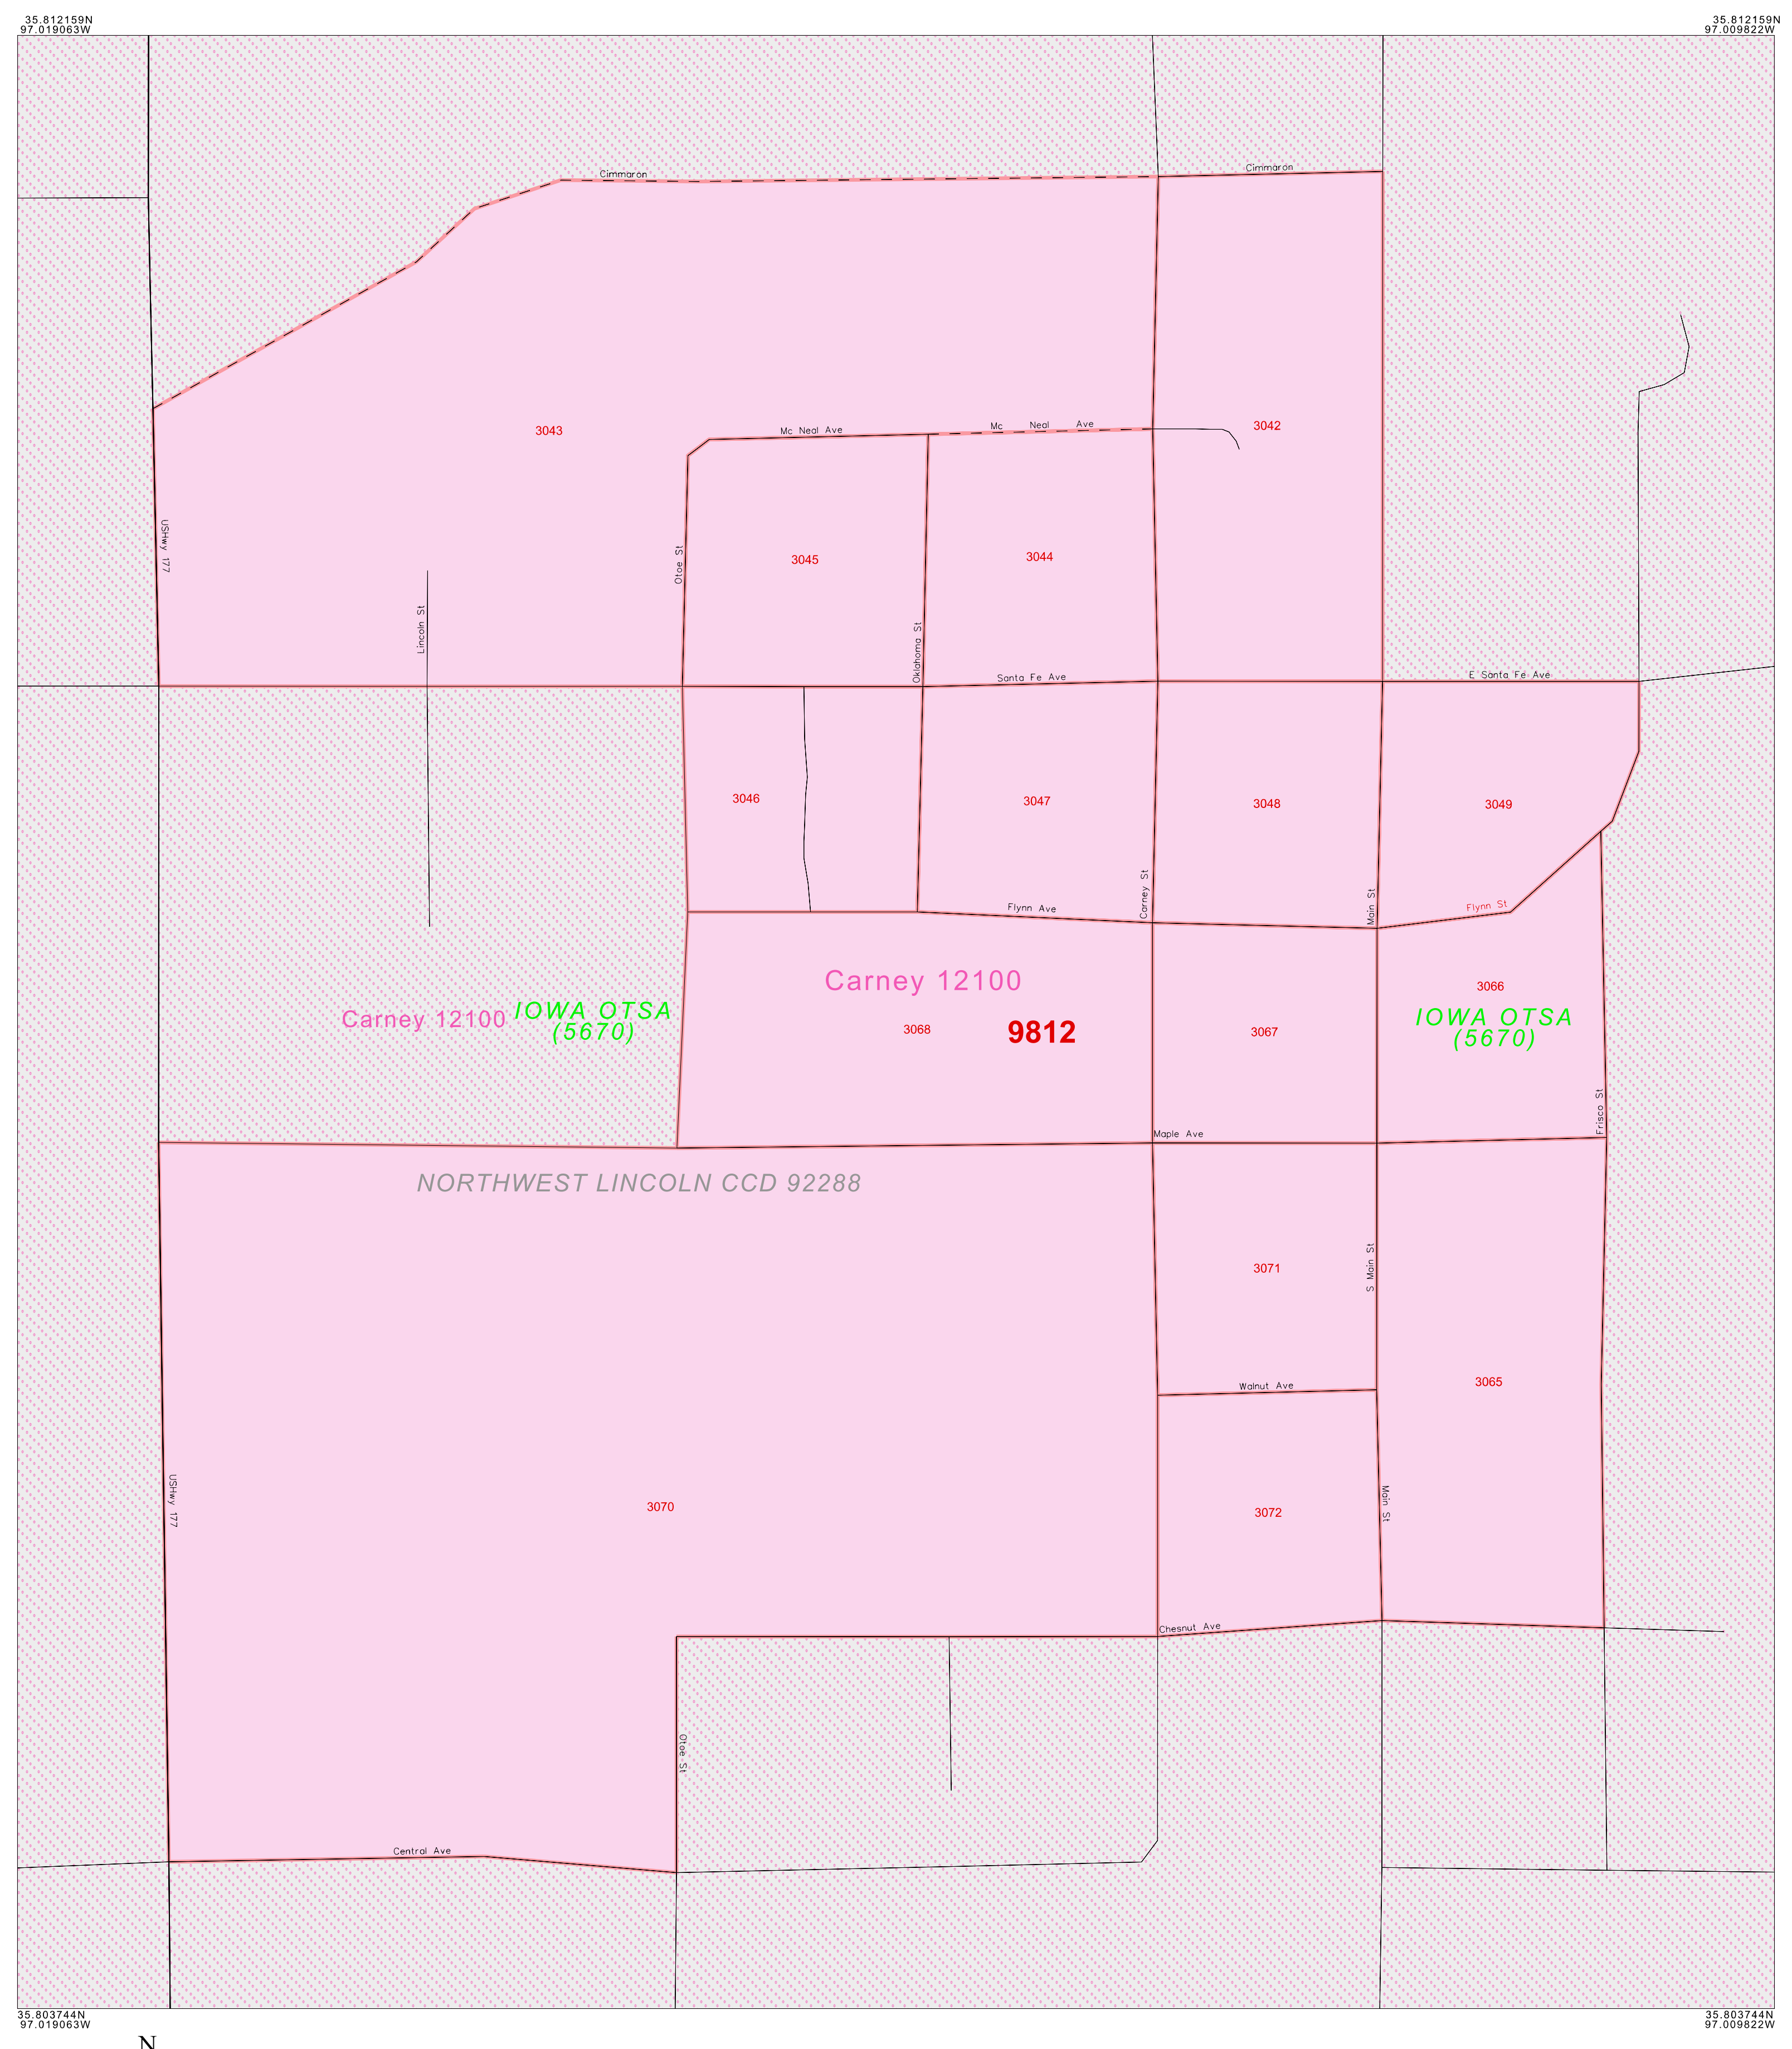 35.812159N
97.019063W
35.812159N
97.009822W
Cimmaron
Cimmaron
3043
Mc Neal Ave
Mc Neal Ave
3042
USHwy 177
Otoe St
3045
3044
Lincoln St
Oklahoma St
Santa Fe Ave
E Santa Fe Ave
3046
3047
3048
3049
Carney St
Main St
Flynn Ave
Flynn St
Carney 12100
3066
Carney 12100
IOWA OTSA
(5670)
3068
9812
3067
IOWA OTSA
(5670)
Frisco St
Maple Ave
NORTHWEST LINCOLN CCD 92288
3071
S Main St
Walnut Ave
3065
USHwy 177
3070
3072
Main St
Chesnut Ave
Otoe St
Central Ave
35.803744N
97.019063W
35.803744N
97.009822W
N